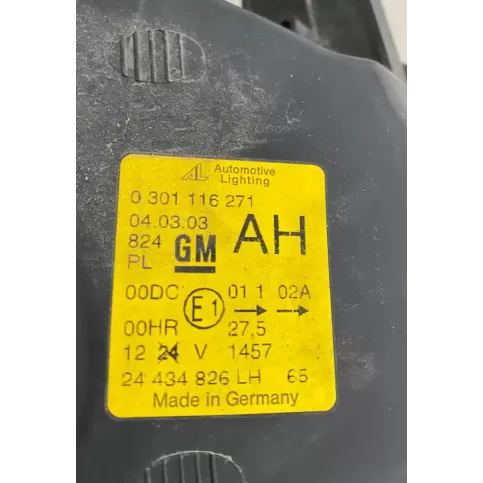 AL Automotive
Lighting
0 301 116 271
04.03.03
824 GM AH
PL
00DC E1 01 1 02A
00HR 27,5
12 24 V 1457
24 434 826 LH 65
Made in Germany